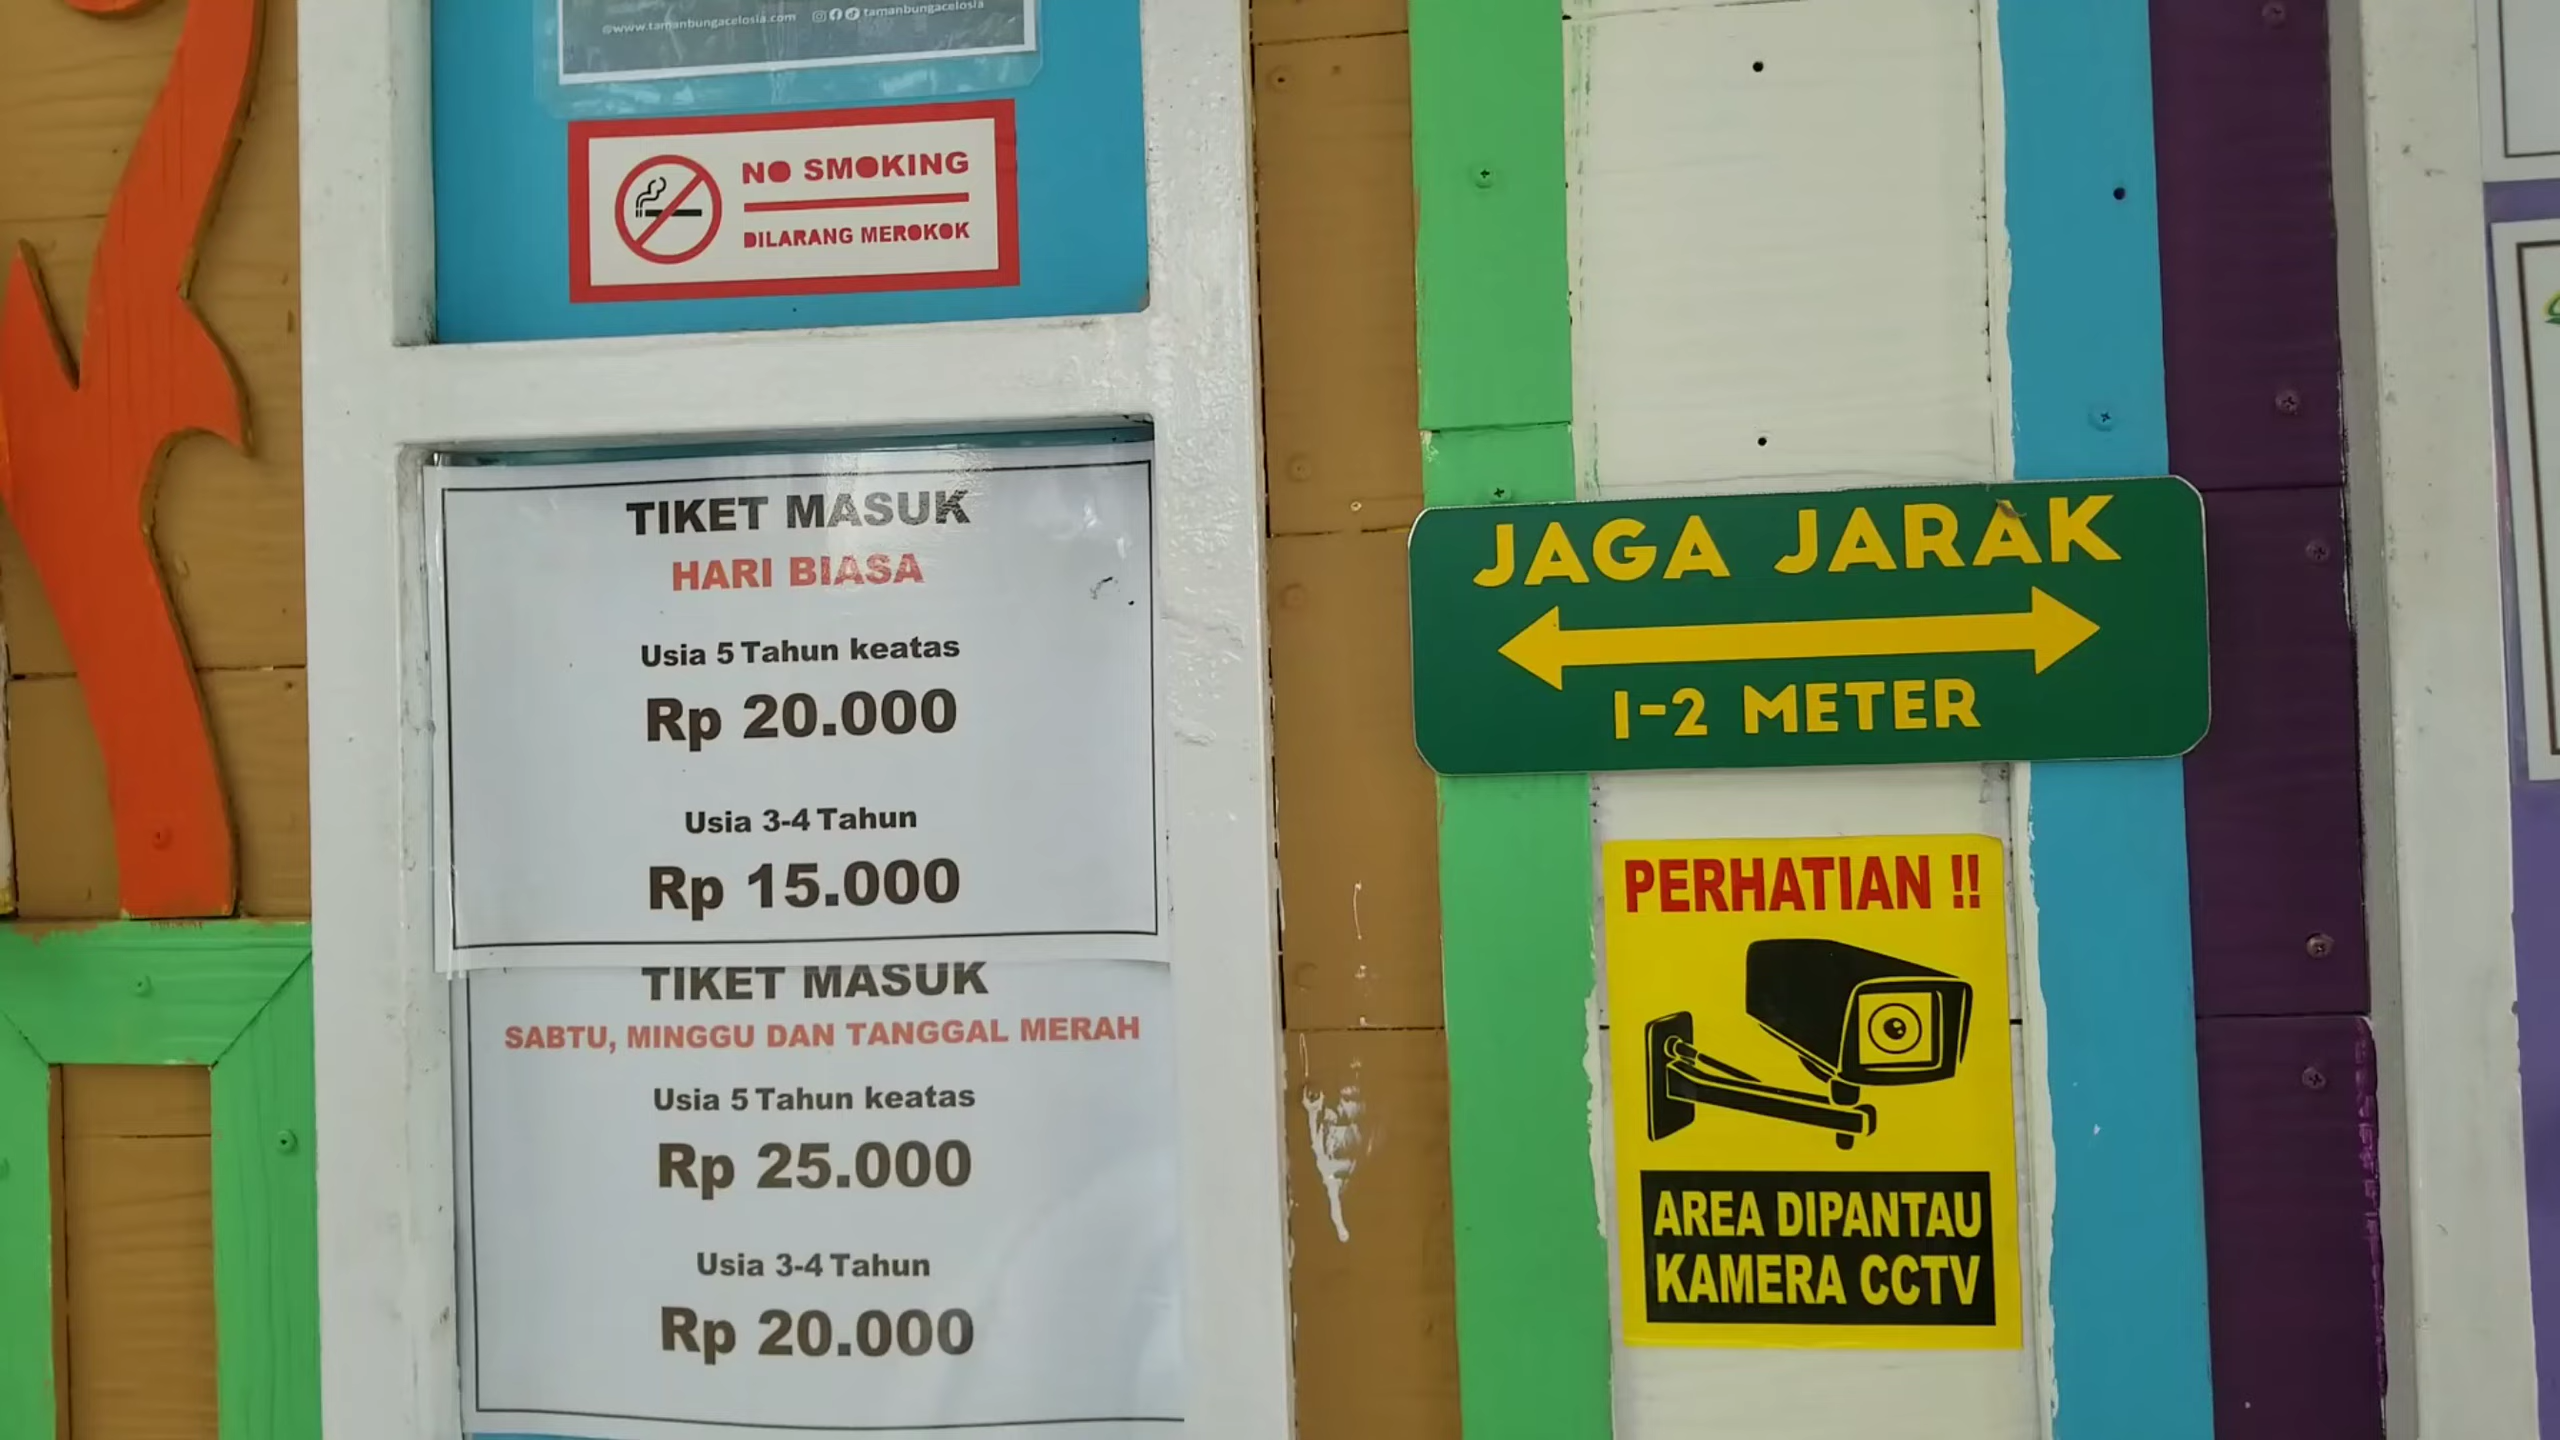 @www.tamanbungacelosia.com tamanbungacelosia
NO SMOKING
DILARANG MEROKOK
TIKET MASUK
HARI BIASA
Usia 5 Tahun keatas
Rp 20.000
Usia 3-4 Tahun
Rp 15.000
TIKET MASUK
SABTU, MINGGU DAN TANGGAL MERAH
Usia 5 Tahun keatas
Rp 25.000
Usia 3-4 Tahun
Rp 20.000
JAGA JARAK
1-2 METER
PERHATIAN !!
AREA DIPANTAU
KAMERA CCTV